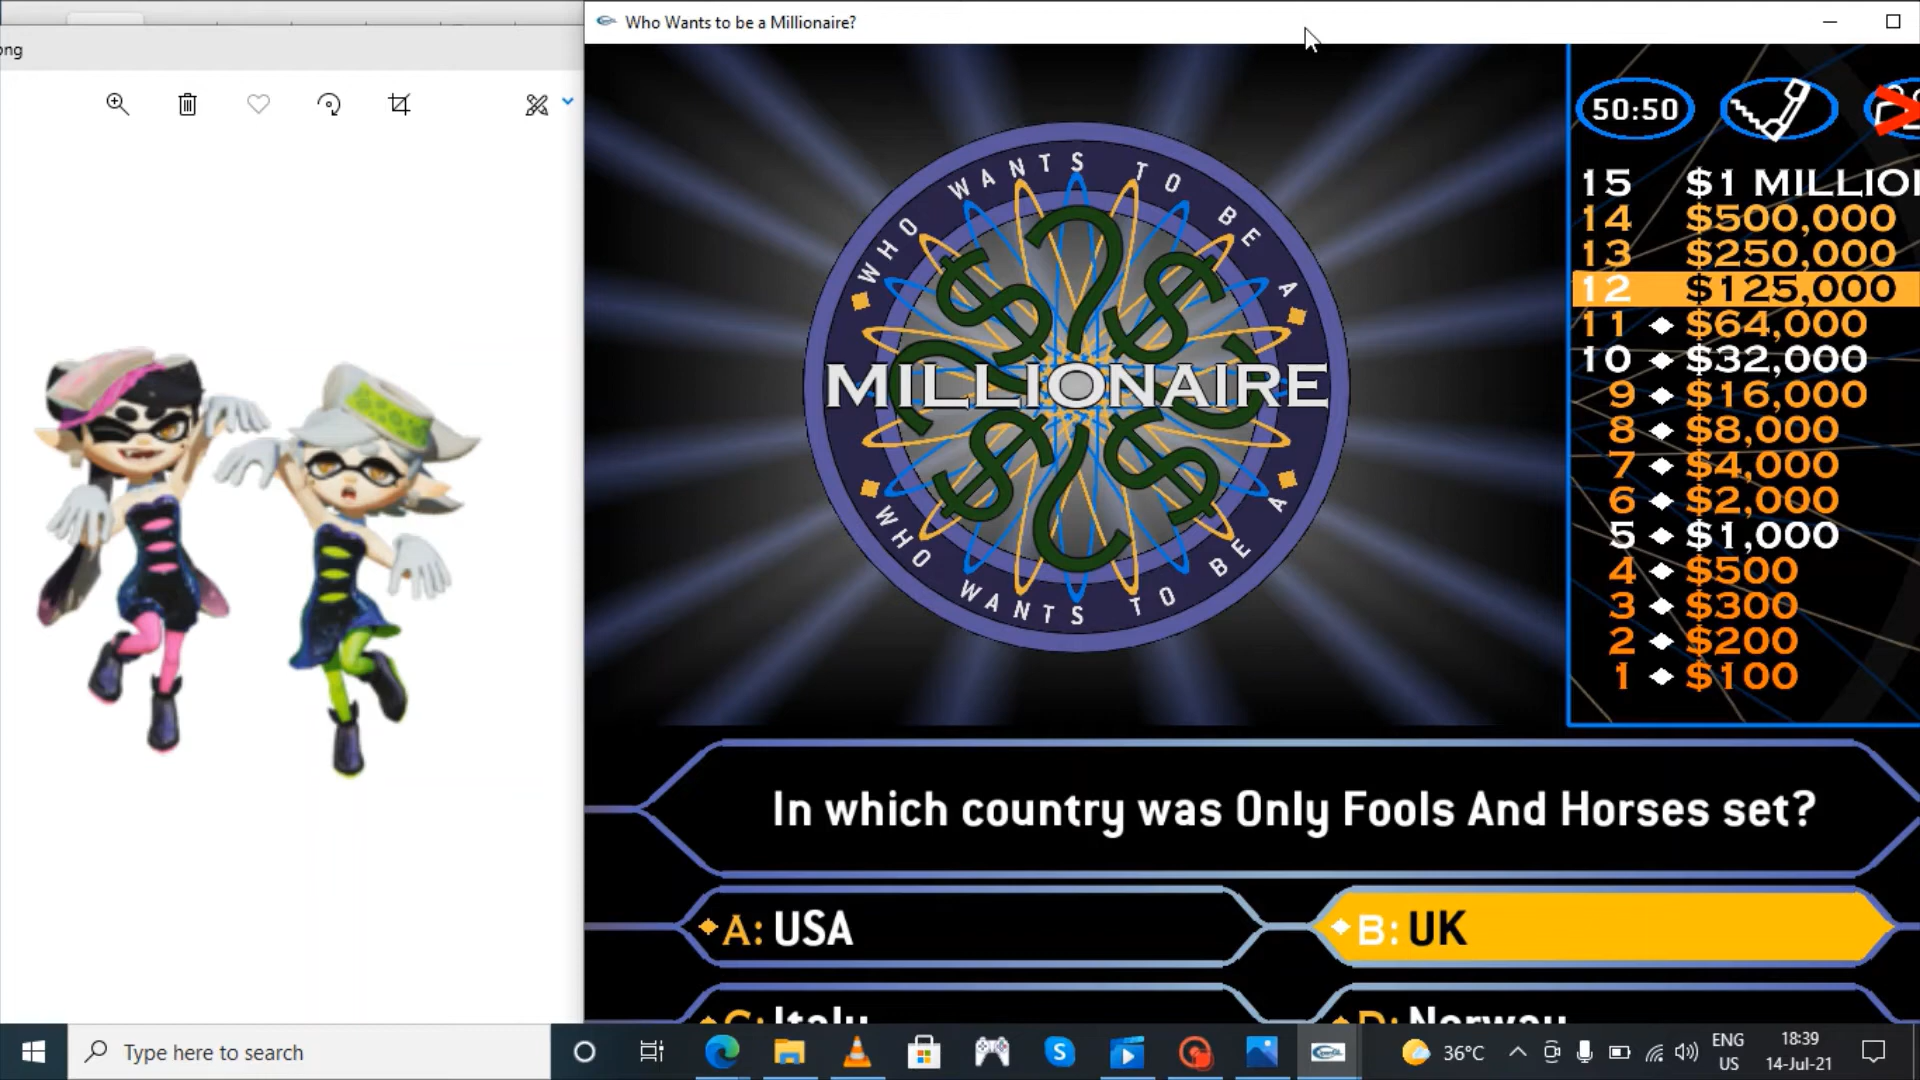 ong
Who Wants to be a Millionaire?
WHO WANTS TO BE A
MILLIONAIRE
WHO WANTS TO BE A
50:50
15 $1 MILLIO
14 $500,000
13 $250,000
12 $125,000
11 $64,000
10 $32,000
9 $16,000
8 $8,000
7 $4,000
6 $2,000
5 $1,000
4 $500
3 $300
2 $200
1 $100
In which country was Only Fools And Horses set?
A: USA
B: UK
C: Italy
D: Norway
Type here to search
S
36°C
ENG
US
18:39
14-Jul-21